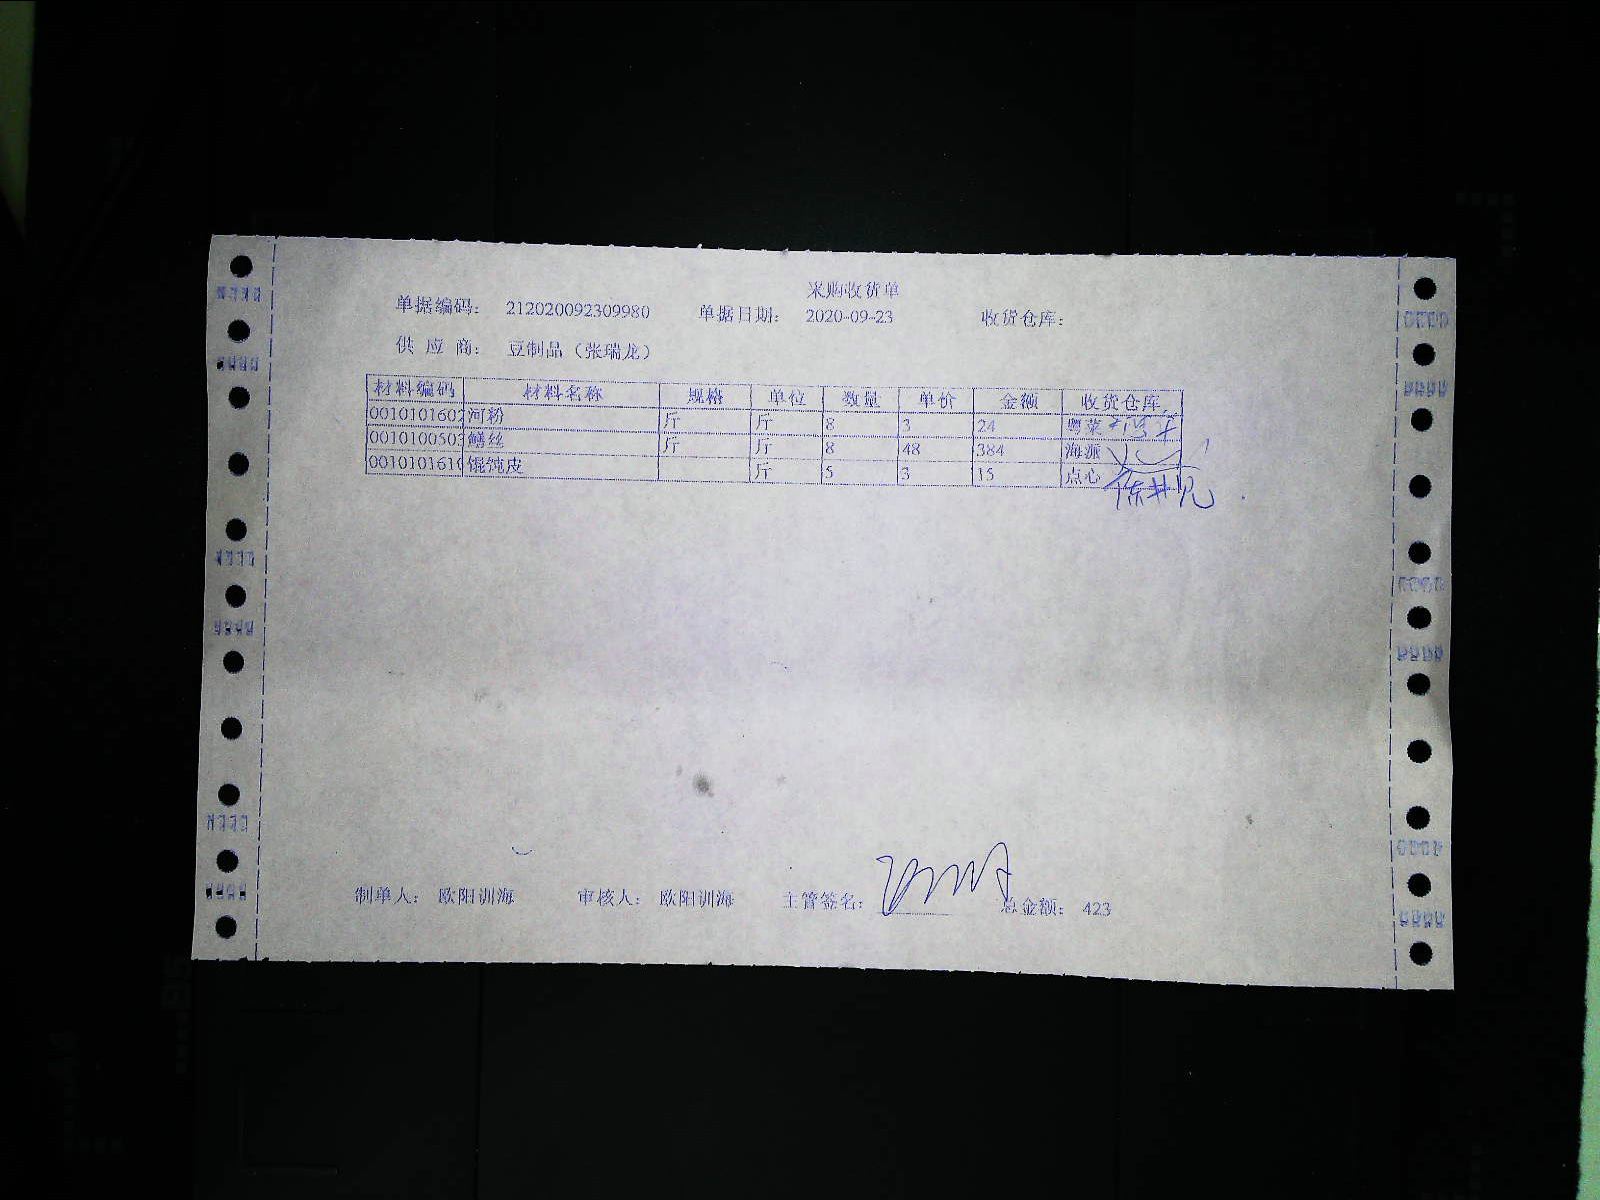 采购收货单
单据编码: 212020092309980 单据日期: 2020-09-23 收货仓库:
供 应 商: 豆制品（张瑞龙）
材料编码 材料名称 规格 单位 数量 单价 金额 收货仓库
0010101602 河粉 斤 斤 8 3 24 粤菜
0010100503 鳝丝 斤 斤 8 48 384 海派
0010101610 馄饨皮 斤 5 3 15 点心
制单人: 欧阳训海 审核人: 欧阳训海 主管签名: 总金额: 423